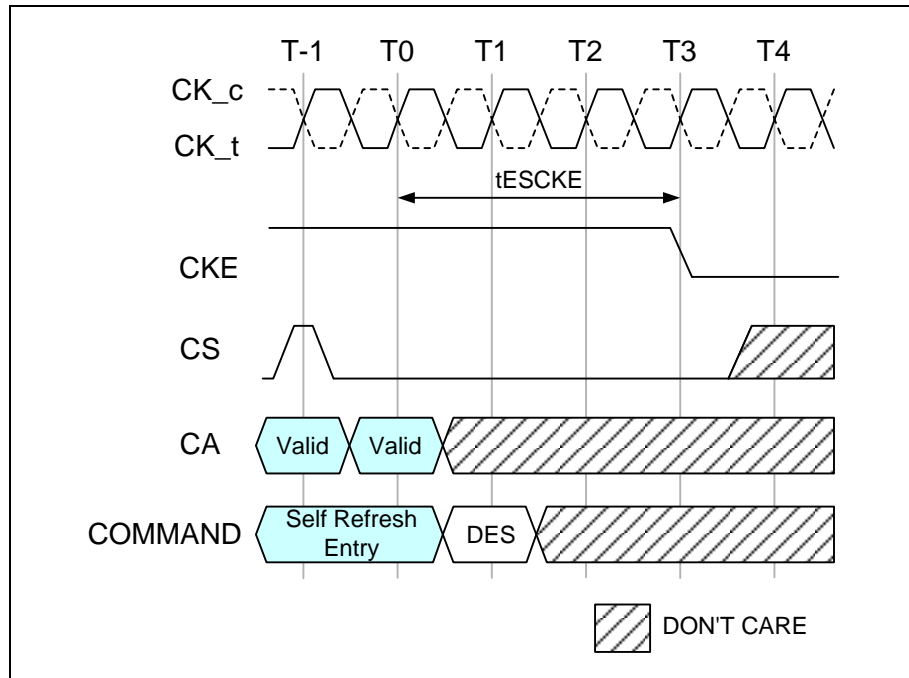 T-1 T0 T1 T2 T3 T4
CK_c
CK_t
tESCKE
CKE
CS
CA Valid Valid
COMMAND Self Refresh Entry DES
DON'T CARE